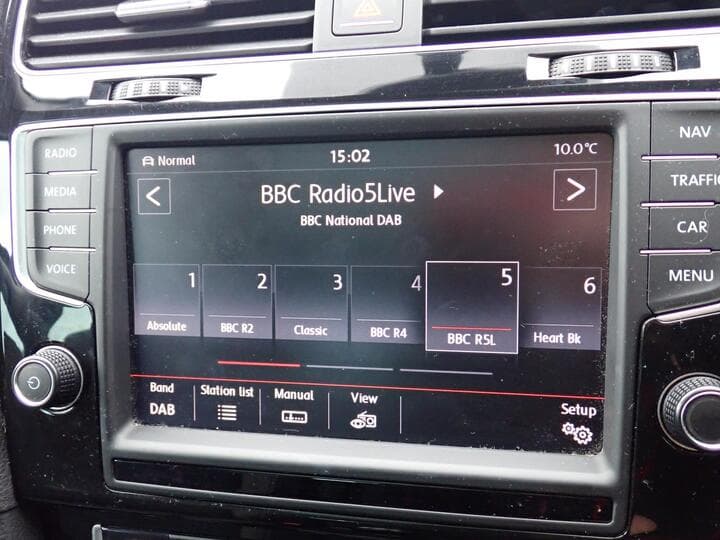 RADIO
MEDIA
PHONE
VOICE
Normal 15:02 10.0°C
< BBC Radio5Live ▶ >
BBC National DAB
1 2 3 4 5 6
Absolute BBC R2 Classic BBC R4 BBC R5L Heart Bk
Band Station list Manual View Setup
DAB
NAV
TRAFFI
CAR
MENU